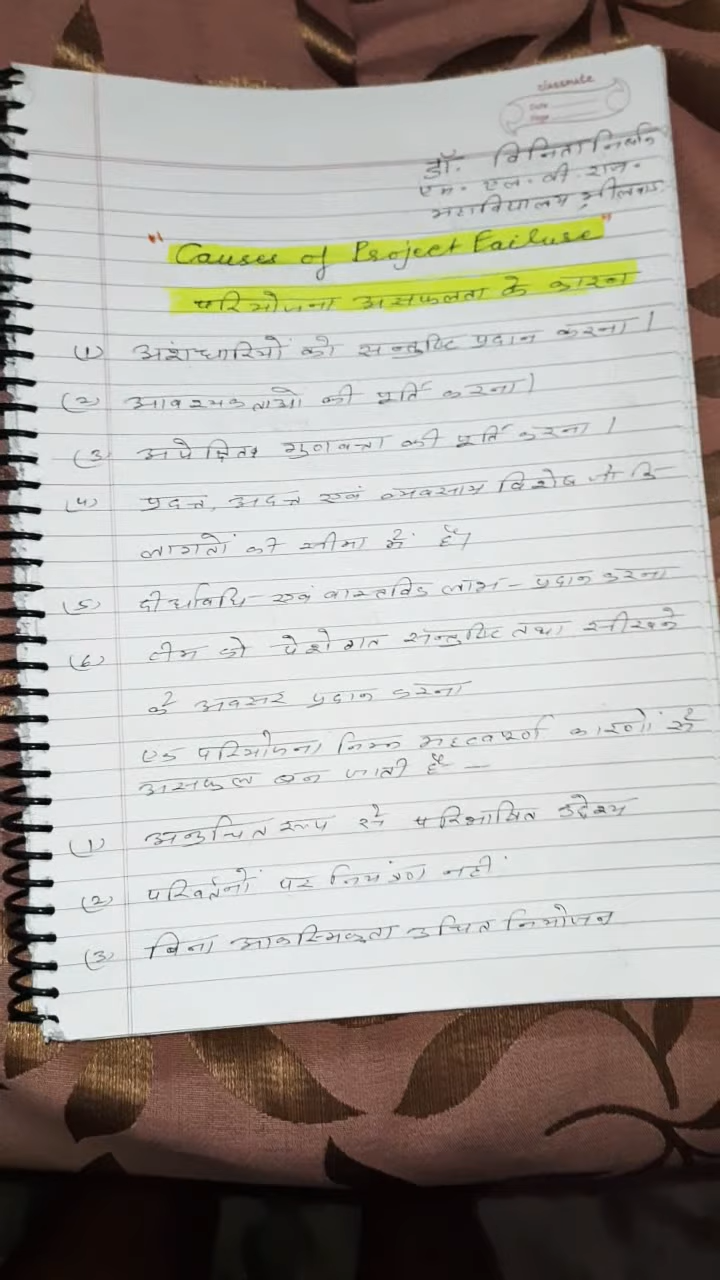 classmate
Date
Page
डॉ. विनिता
एम. एल. वी. राज.
महाविद्यालय, भीलवाड़ा
"Causes of Project Failure"
परियोजना असफलता के कारण
(1) अंशधारियों को सन्तुष्टि प्रदान करना।
(2) आवश्यकताओं की पूर्ति करना।
(3) अपेक्षित गुणवत्ता की पूर्ति करना।
(4) प्रदत्त, अदत्त एवं व्यवसाय विशेष जो कि
लागतों की सीमा में है।
(5) दीर्घावधि एवं वास्तविक लाभ - प्रदान करना
(6) टीम को पेशेगत सन्तुष्टि तथा सीखने
के अवसर प्रदान करना
एक परियोजना निम्न महत्वपूर्ण कारणों से
असफल बन जाती है -
(1) अनुचित रूप से परिभाषित उद्देश्य
(2) परिवर्तनों पर नियंत्रण नहीं
(3) बिना आकस्मिकता उचित नियोजन